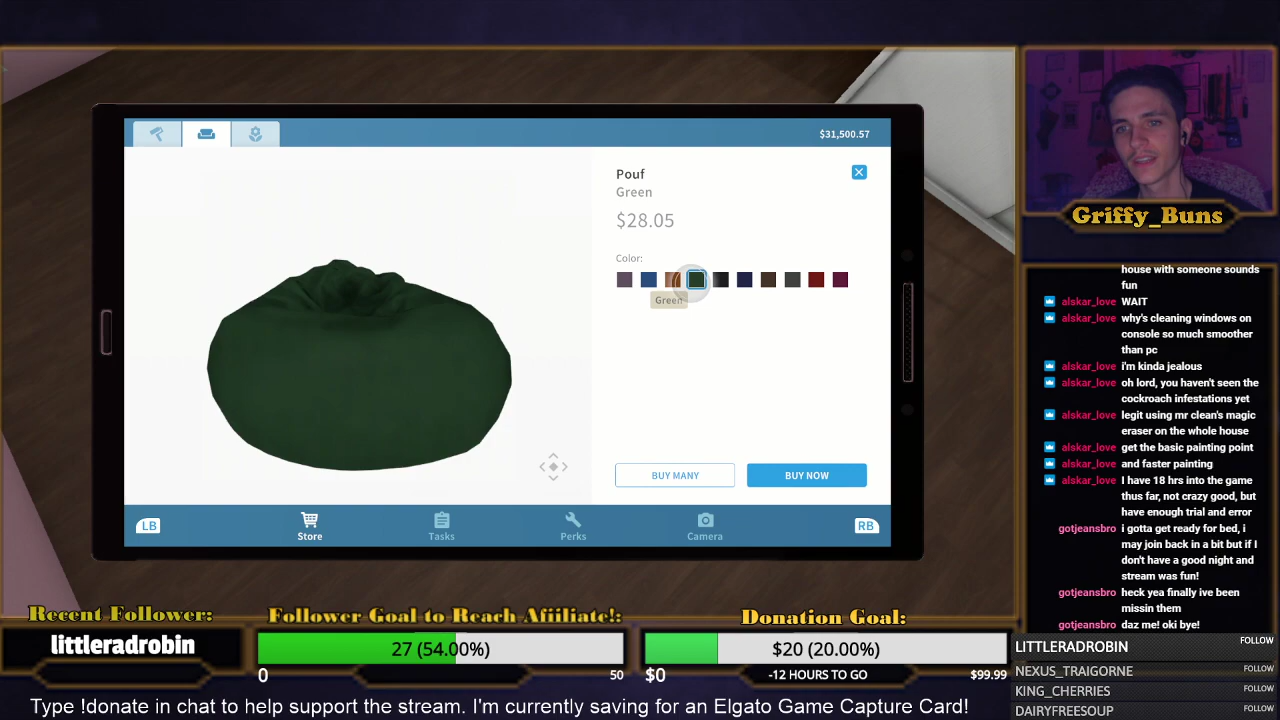 $31,500.57
Pouf
Green
$28.05
Color:
Green
BUY MANY
BUY NOW
LB
Store
Tasks
Perks
Camera
RB
Griffy_Buns
house with someone sounds
fun
alskar_love WAIT
alskar_love why's cleaning windows on
console so much smoother
than pc
alskar_love i'm kinda jealous
alskar_love oh lord, you haven't seen the
cockroach infestations yet
alskar_love legit using mr clean's magic
eraser on the whole house
alskar_love get the basic painting point
alskar_love and faster painting
alskar_love I have 18 hrs into the game
thus far, not crazy good, but
have enough trial and error
gotjeansbro i gotta get ready for bed, i
may join back in a bit but if I
don't have a good night and
stream was fun!
gotjeansbro heck yea finally ive been
missin them
gotjeansbro daz me! oki bye!
Recent Follower:
littleradrobin
Follower Goal to Reach Afiiliate!:
27 (54.00%)
0
50
Donation Goal:
$20 (20.00%)
$0
-12 HOURS TO GO
$99.99
LITTLERADROBIN FOLLOW
NEXUS_TRAIGORNE FOLLOW
KING_CHERRIES FOLLOW
DAIRYFREESOUP FOLLOW
Type !donate in chat to help support the stream. I'm currently saving for an Elgato Game Capture Card!